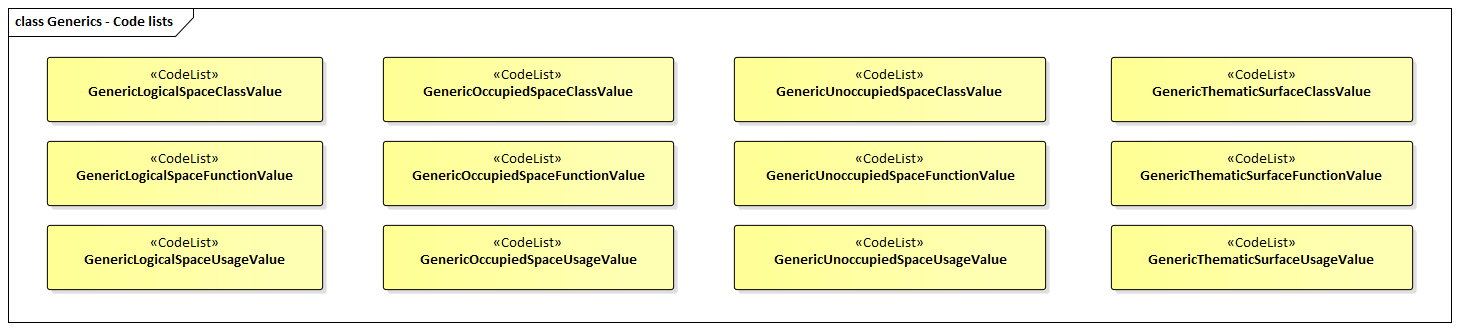 class Generics - Code lists
«CodeList»
GenericLogicalSpaceClassValue
«CodeList»
GenericOccupiedSpaceClassValue
«CodeList»
GenericUnoccupiedSpaceClassValue
«CodeList»
GenericThematicSurfaceClassValue
«CodeList»
GenericLogicalSpaceFunctionValue
«CodeList»
GenericOccupiedSpaceFunctionValue
«CodeList»
GenericUnoccupiedSpaceFunctionValue
«CodeList»
GenericThematicSurfaceFunctionValue
«CodeList»
GenericLogicalSpaceUsageValue
«CodeList»
GenericOccupiedSpaceUsageValue
«CodeList»
GenericUnoccupiedSpaceUsageValue
«CodeList»
GenericThematicSurfaceUsageValue